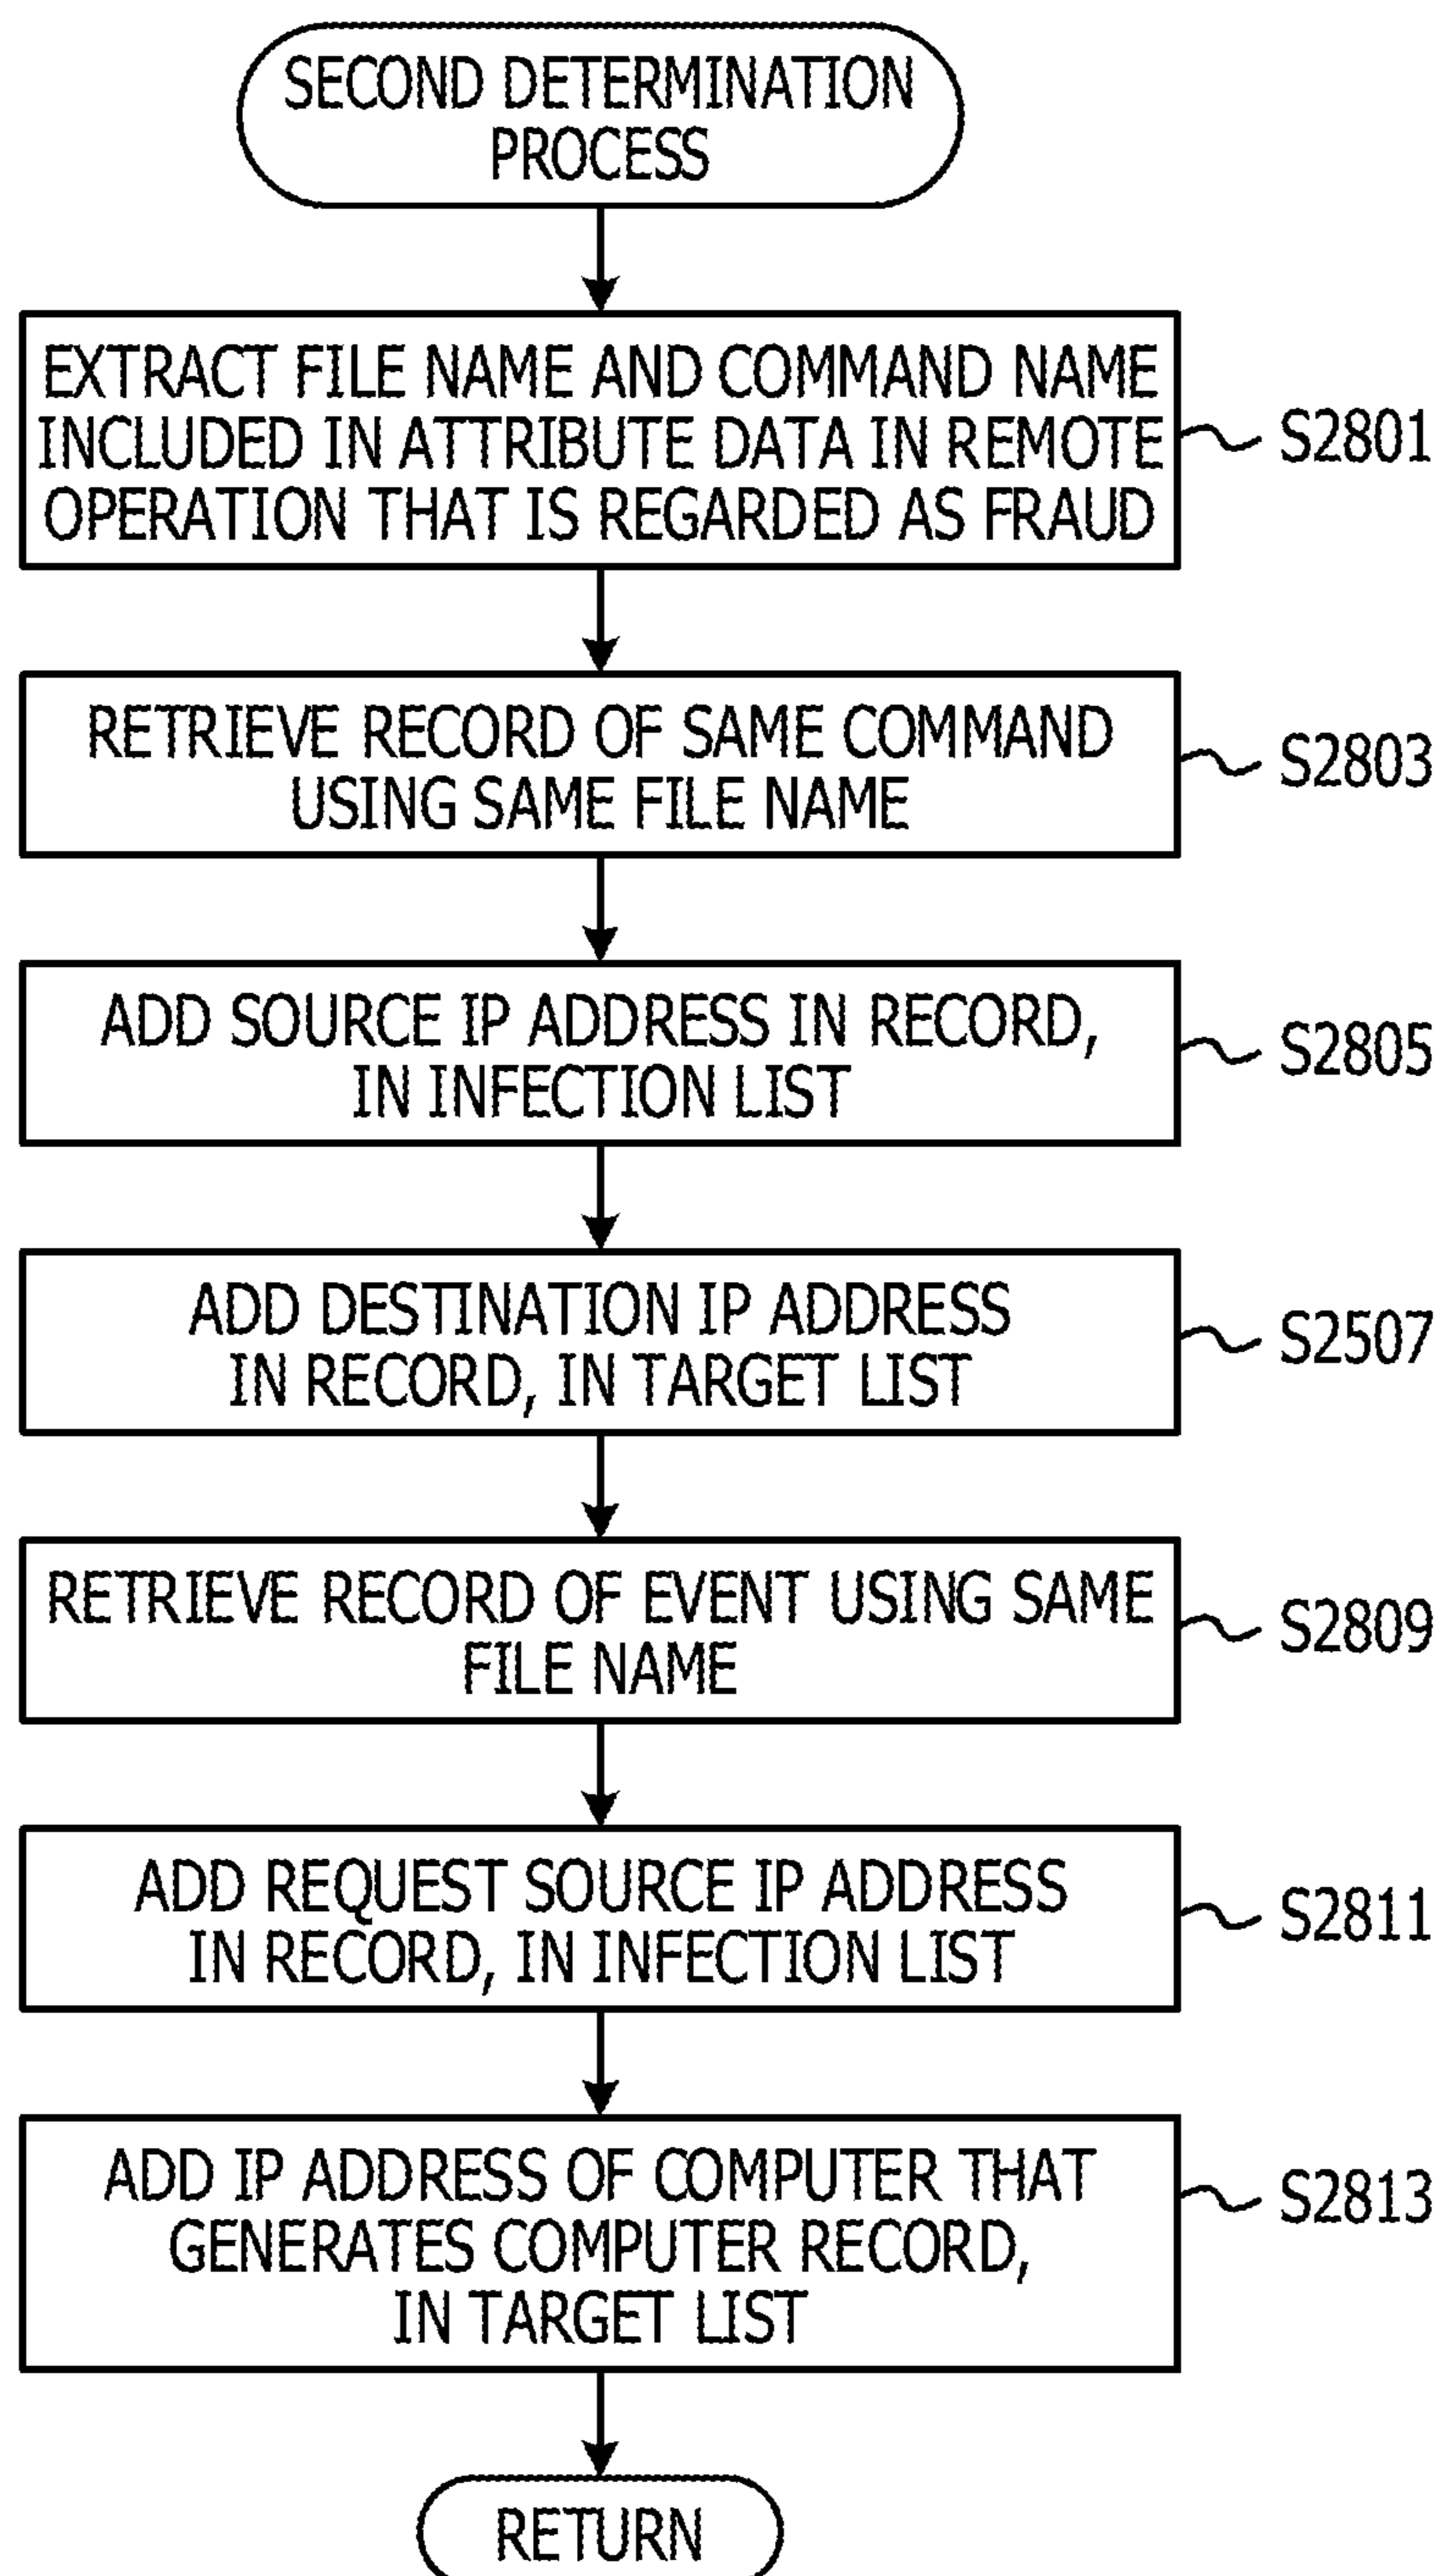 SECOND DETERMINATION
PROCESS
EXTRACT FILE NAME AND COMMAND NAME
INCLUDED IN ATTRIBUTE DATA IN REMOTE
OPERATION THAT IS REGARDED AS FRAUD
S2801
RETRIEVE RECORD OF SAME COMMAND
USING SAME FILE NAME
S2803
ADD SOURCE IP ADDRESS IN RECORD,
IN INFECTION LIST
S2805
ADD DESTINATION IP ADDRESS
IN RECORD, IN TARGET LIST
S2507
RETRIEVE RECORD OF EVENT USING SAME
FILE NAME
S2809
ADD REQUEST SOURCE IP ADDRESS
IN RECORD, IN INFECTION LIST
S2811
ADD IP ADDRESS OF COMPUTER THAT
GENERATES COMPUTER RECORD,
IN TARGET LIST
S2813
RETURN